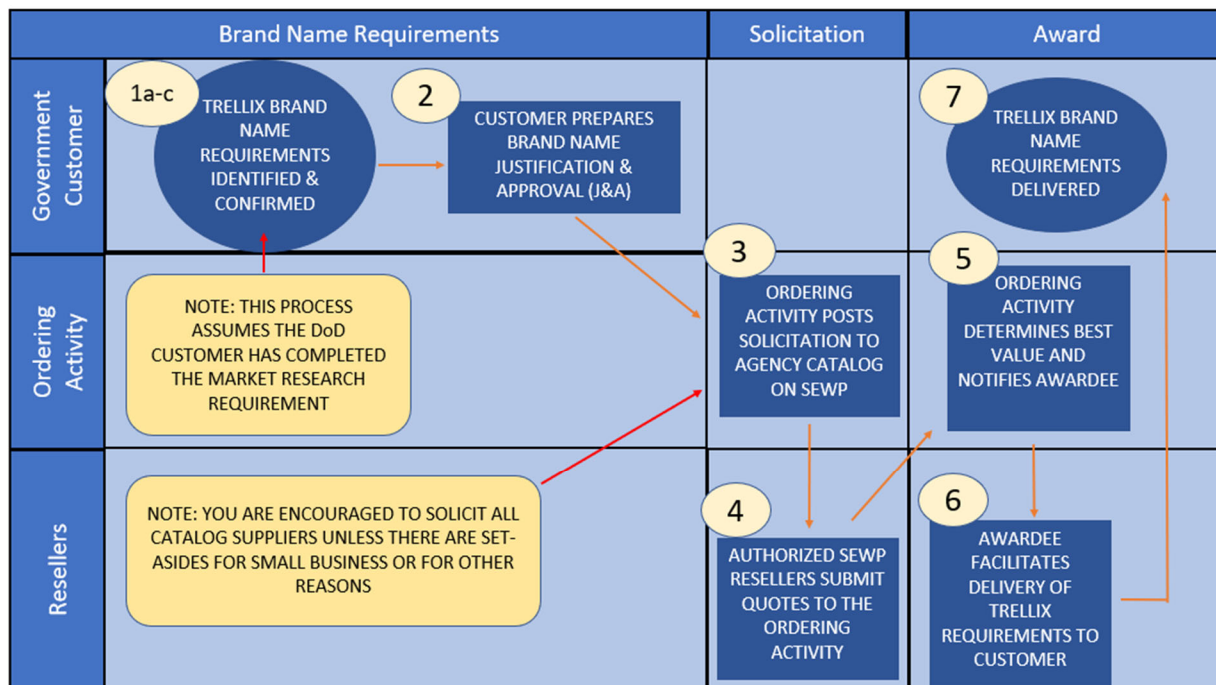 Brand Name Requirements
Solicitation
Award
Government
Customer
1a-c
TRELLIX BRAND
NAME
REQUIREMENTS
IDENTIFIED &
CONFIRMED
2
CUSTOMER PREPARES
BRAND NAME
JUSTIFICATION &
APPROVAL (J&A)
7
TRELLIX BRAND
NAME
REQUIREMENTS
DELIVERED
Ordering
Activity
NOTE: THIS PROCESS
ASSUMES THE DoD
CUSTOMER HAS COMPLETED
THE MARKET RESEARCH
REQUIREMENT
3
ORDERING
ACTIVITY POSTS
SOLICITATION TO
AGENCY CATALOG
ON SEWP
5
ORDERING
ACTIVITY
DETERMINES BEST
VALUE AND
NOTIFIES AWARDEE
Resellers
NOTE: YOU ARE ENCOURAGED TO SOLICIT ALL
CATALOG SUPPLIERS UNLESS THERE ARE SET-
ASIDES FOR SMALL BUSINESS OR FOR OTHER
REASONS
4
AUTHORIZED SEWP
RESELLERS SUBMIT
QUOTES TO THE
ORDERING
ACTIVITY
6
AWARDEE
FACILITATES
DELIVERY OF
TRELLIX
REQUIREMENTS TO
CUSTOMER